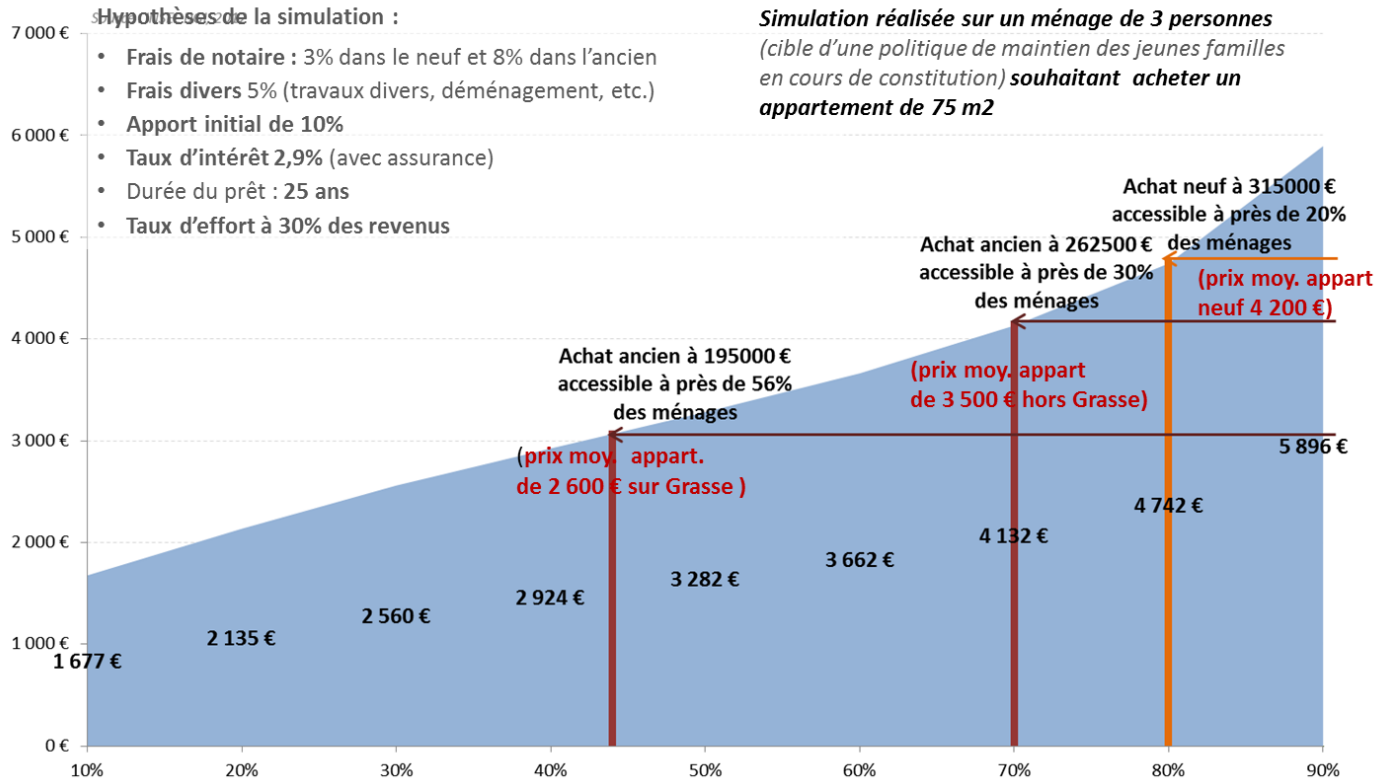 Hypothèses de la simulation :
• Frais de notaire : 3% dans le neuf et 8% dans l'ancien
• Frais divers 5% (travaux divers, déménagement, etc.)
• Apport initial de 10%
• Taux d'intérêt 2,9% (avec assurance)
• Durée du prêt : 25 ans
• Taux d'effort à 30% des revenus
Simulation réalisée sur un ménage de 3 personnes
(cible d'une politique de maintien des jeunes familles
en cours de constitution) souhaitant acheter un
appartement de 75 m2
7 000 €
6 000 €
5 000 €
4 000 €
3 000 €
2 000 €
1 000 €
0 €
Achat neuf à 315000 €
accessible à près de 20%
des ménages
(prix moy. appart
neuf 4 200 €)
Achat ancien à 262500 €
accessible à près de 30%
des ménages
(prix moy. appart
de 3 500 € hors Grasse)
Achat ancien à 195000 €
accessible à près de 56%
des ménages
(prix moy. appart.
de 2 600 € sur Grasse )
1 677 €
2 135 €
2 560 €
2 924 €
3 282 €
3 662 €
4 132 €
4 742 €
5 896 €
10%
20%
30%
40%
50%
60%
70%
80%
90%